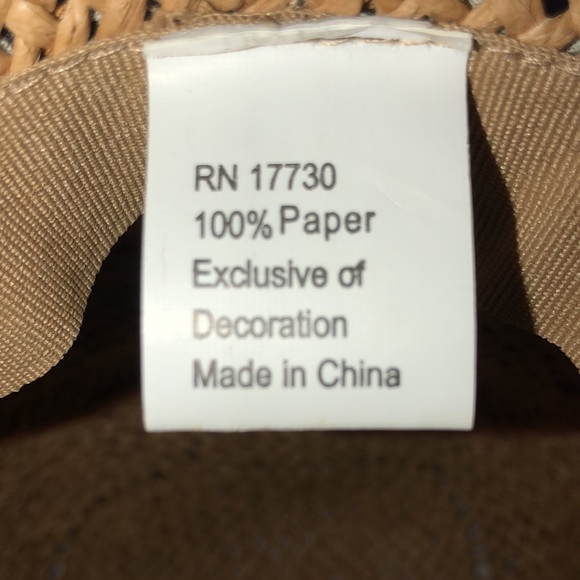 RN 17730
100% Paper
Exclusive of
Decoration
Made in China